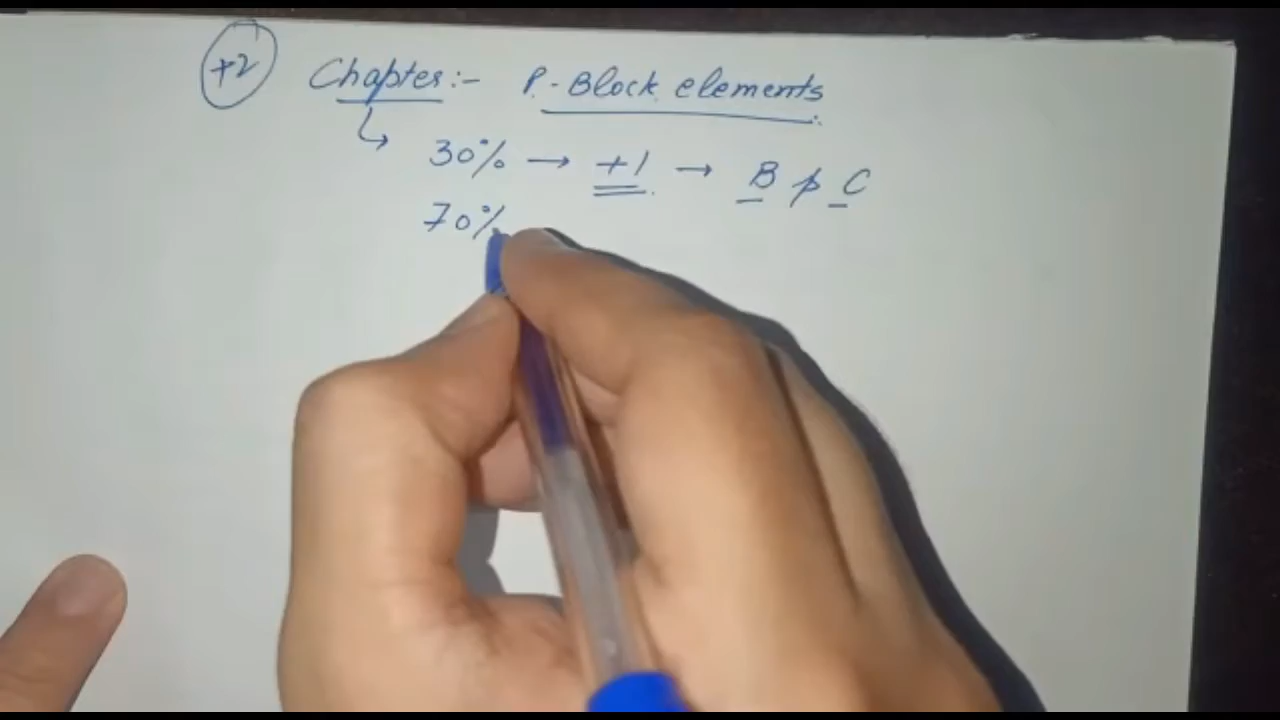 +2 Chapter:- P-Block elements
↳ 30% → +1 → B & C
70%